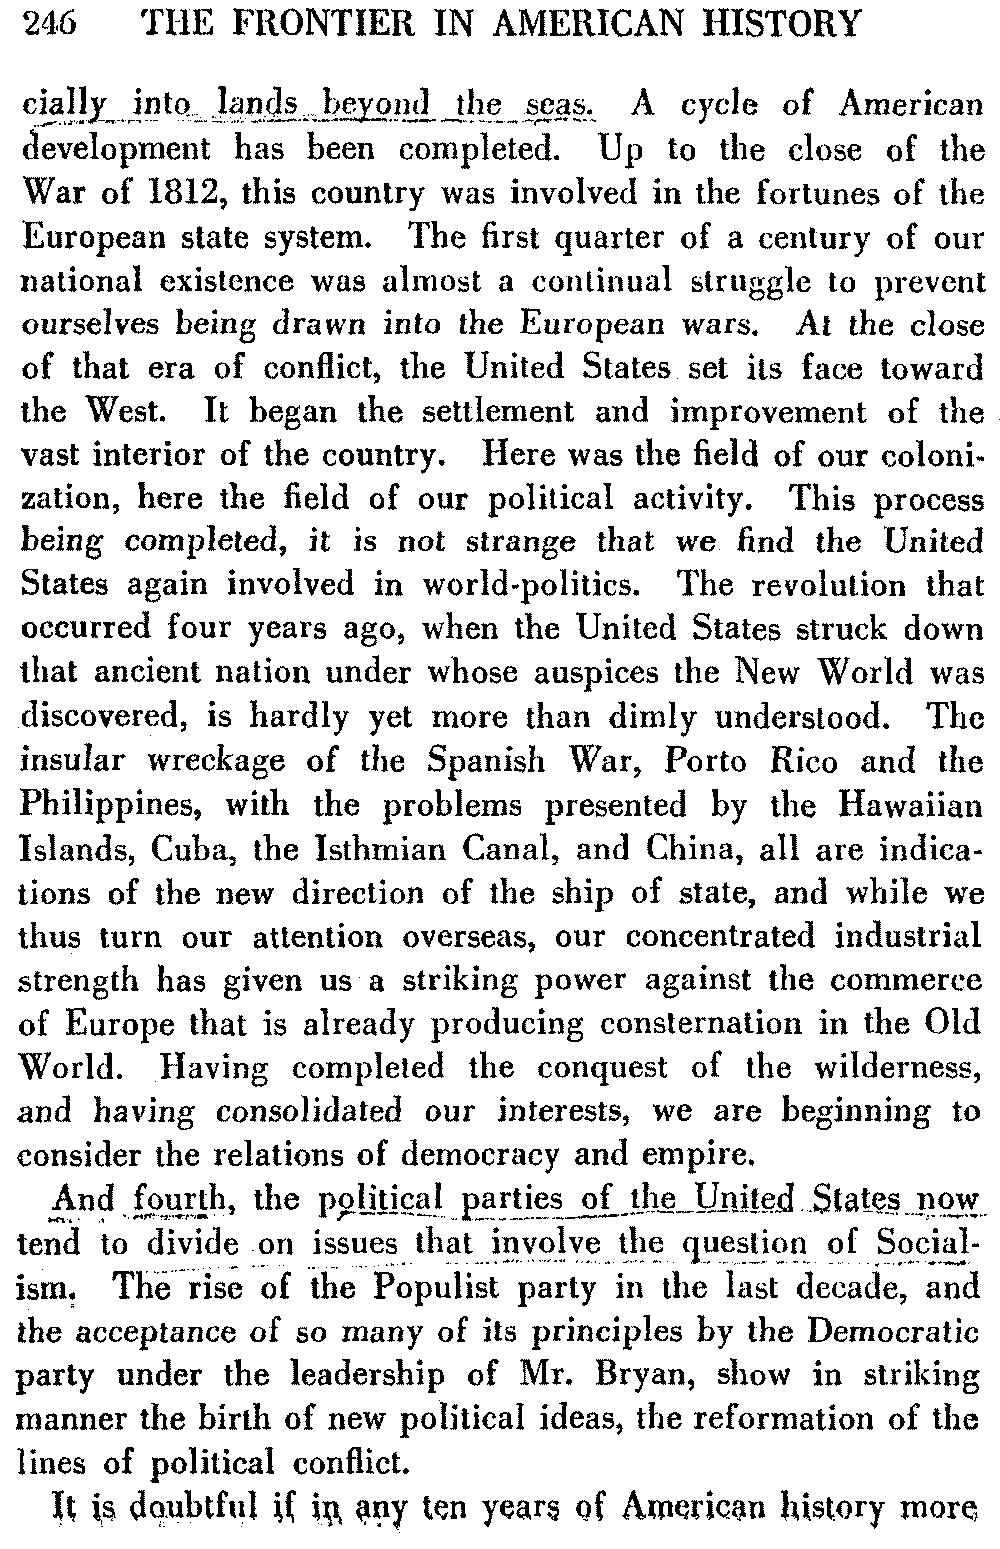 246 THE FRONTIER IN AMERICAN HISTORY
cially into lands beyond the seas. A cycle of American
development has been completed. Up to the close of the
War of 1812, this country was involved in the fortunes of the
European state system. The first quarter of a century of our
national existence was almost a continual struggle to prevent
ourselves being drawn into the European wars. At the close
of that era of conflict, the United States set its face toward
the West. It began the settlement and improvement of the
vast interior of the country. Here was the field of our coloni-
zation, here the field of our political activity. This process
being completed, it is not strange that we find the United
States again involved in world-politics. The revolution that
occurred four years ago, when the United States struck down
that ancient nation under whose auspices the New World was
discovered, is hardly yet more than dimly understood. The
insular wreckage of the Spanish War, Porto Rico and the
Philippines, with the problems presented by the Hawaiian
Islands, Cuba, the Isthmian Canal, and China, all are indica-
tions of the new direction of the ship of state, and while we
thus turn our attention overseas, our concentrated industrial
strength has given us a striking power against the commerce
of Europe that is already producing consternation in the Old
World. Having completed the conquest of the wilderness,
and having consolidated our interests, we are beginning to
consider the relations of democracy and empire.
And fourth, the political parties of the United States now
tend to divide on issues that involve the question of Social-
ism. The rise of the Populist party in the last decade, and
the acceptance of so many of its principles by the Democratic
party under the leadership of Mr. Bryan, show in striking
manner the birth of new political ideas, the reformation of the
lines of political conflict.
It is doubtful if in any ten years of American history more